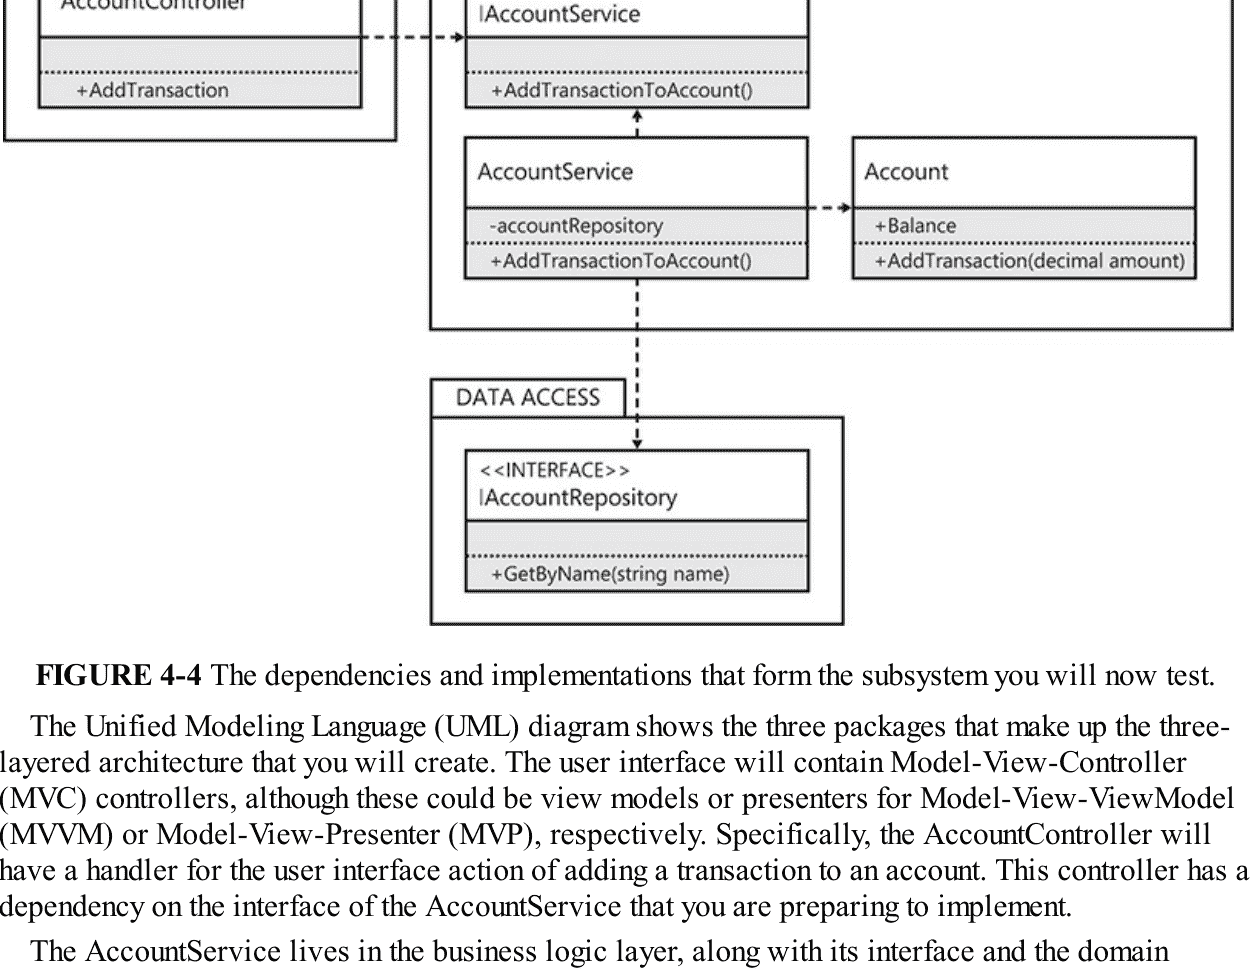 AccountController
+AddTransaction
IAccountService
+AddTransactionToAccount()
AccountService
-accountRepository
+AddTransactionToAccount()
Account
+Balance
+AddTransaction(decimal amount)
DATA ACCESS
<<INTERFACE>>
IAccountRepository
+GetByName(string name)
FIGURE 4-4 The dependencies and implementations that form the subsystem you will now test.
The Unified Modeling Language (UML) diagram shows the three packages that make up the three-
layered architecture that you will create. The user interface will contain Model-View-Controller
(MVC) controllers, although these could be view models or presenters for Model-View-ViewModel
(MVVM) or Model-View-Presenter (MVP), respectively. Specifically, the AccountController will
have a handler for the user interface action of adding a transaction to an account. This controller has a
dependency on the interface of the AccountService that you are preparing to implement.
The AccountService lives in the business logic layer, along with its interface and the domain